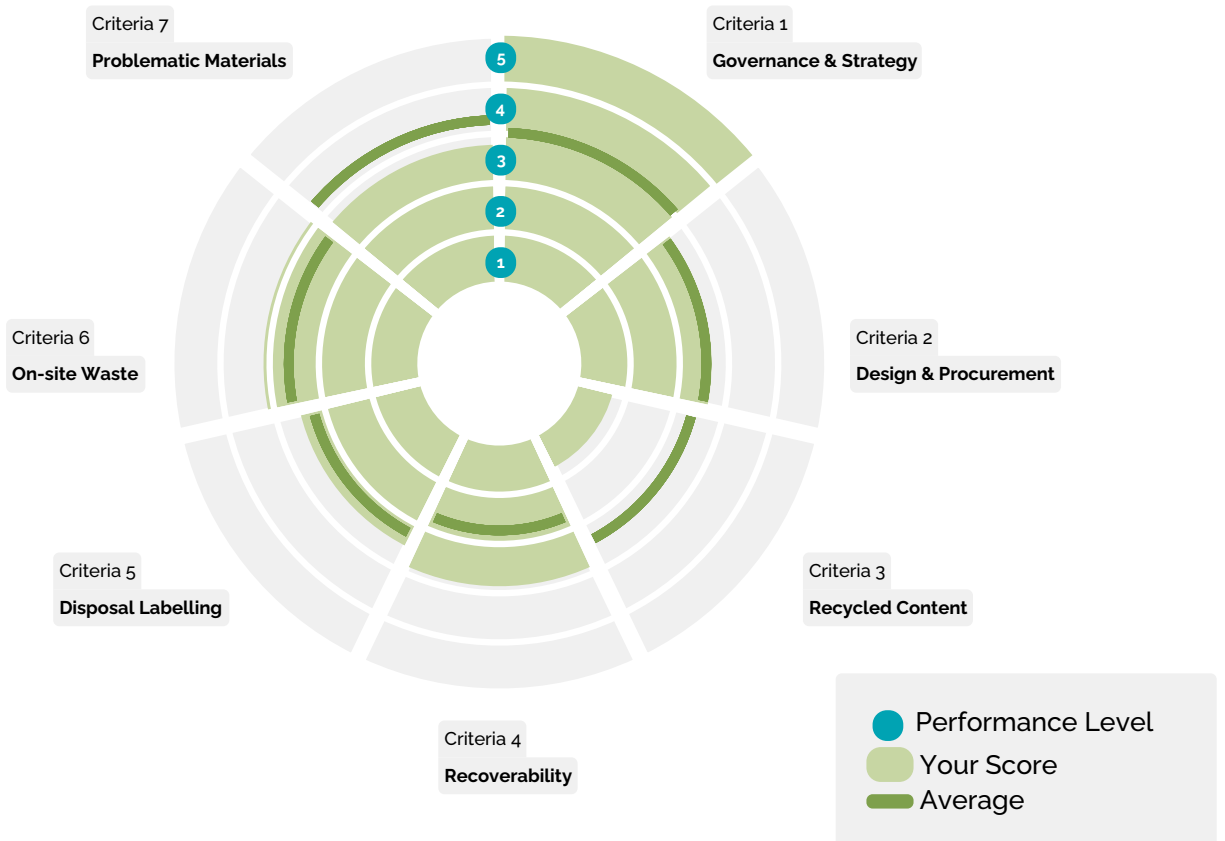 Criteria 7
Problematic Materials
Criteria 1
Governance & Strategy
5
4
3
2
1
Criteria 6
On-site Waste
Criteria 2
Design & Procurement
Criteria 5
Disposal Labelling
Criteria 3
Recycled Content
Criteria 4
Recoverability
Performance Level
Your Score
Average